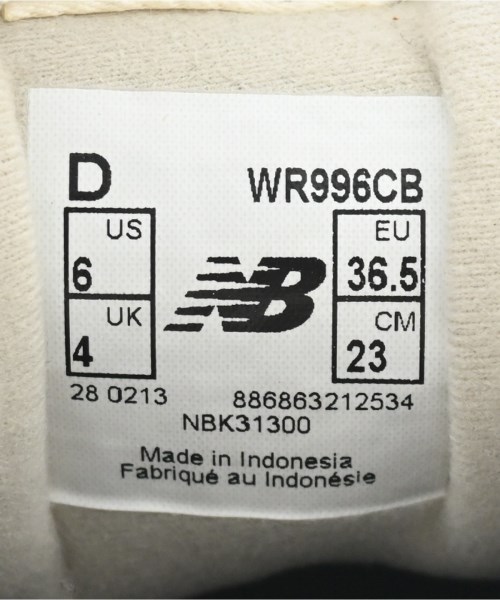 D WR996CB
US EU
6 36.5
UK CM
4 23
NB
28 0213 886863212534
NBK31300
Made in Indonesia
Fabriqué au Indonésie